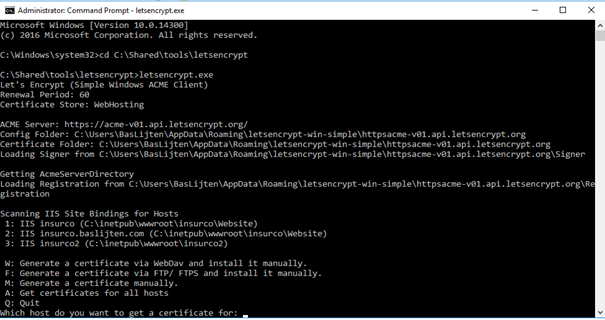 Administrator: Command Prompt - letsencrypt.exe
Microsoft Windows [Version 10.0.14300]
(c) 2016 Microsoft Corporation. All rights reserved.
C:\Windows\system32>cd C:\Shared\tools\letsencrypt
C:\Shared\tools\letsencrypt>letsencrypt.exe
Let's Encrypt (Simple Windows ACME Client)
Renewal Period: 60
Certificate Store: WebHosting
ACME Server: https://acme-v01.api.letsencrypt.org/
Config Folder: C:\Users\BasLijten\AppData\Roaming\letsencrypt-win-simple\httpsacme-v01.api.letsencrypt.org
Certificate Folder: C:\Users\BasLijten\AppData\Roaming\letsencrypt-win-simple\httpsacme-v01.api.letsencrypt.org
Loading Signer from C:\Users\BasLijten\AppData\Roaming\letsencrypt-win-simple\httpsacme-v01.api.letsencrypt.org\Signer
Getting AcmeServerDirectory
Loading Registration from C:\Users\BasLijten\AppData\Roaming\letsencrypt-win-simple\httpsacme-v01.api.letsencrypt.org\Re
gistration
Scanning IIS Site Bindings for Hosts
1: IIS insurco (C:\inetpub\wwwroot\insurco\Website)
2: IIS insurco.baslijten.com (C:\inetpub\wwwroot\insurco\Website)
3: IIS insurco2 (C:\inetpub\wwwroot\insurco2)
W: Generate a certificate via WebDav and install it manually.
F: Generate a certificate via FTP/ FTPS and install it manually.
M: Generate a certificate manually.
A: Get certificates for all hosts
Q: Quit
Which host do you want to get a certificate for: